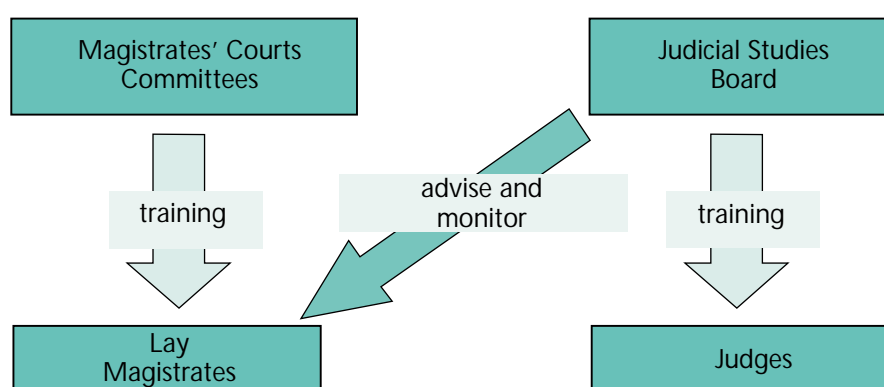 Magistrates’ Courts
Committees
Judicial Studies
Board
training
advise and
monitor
training
Lay
Magistrates
Judges